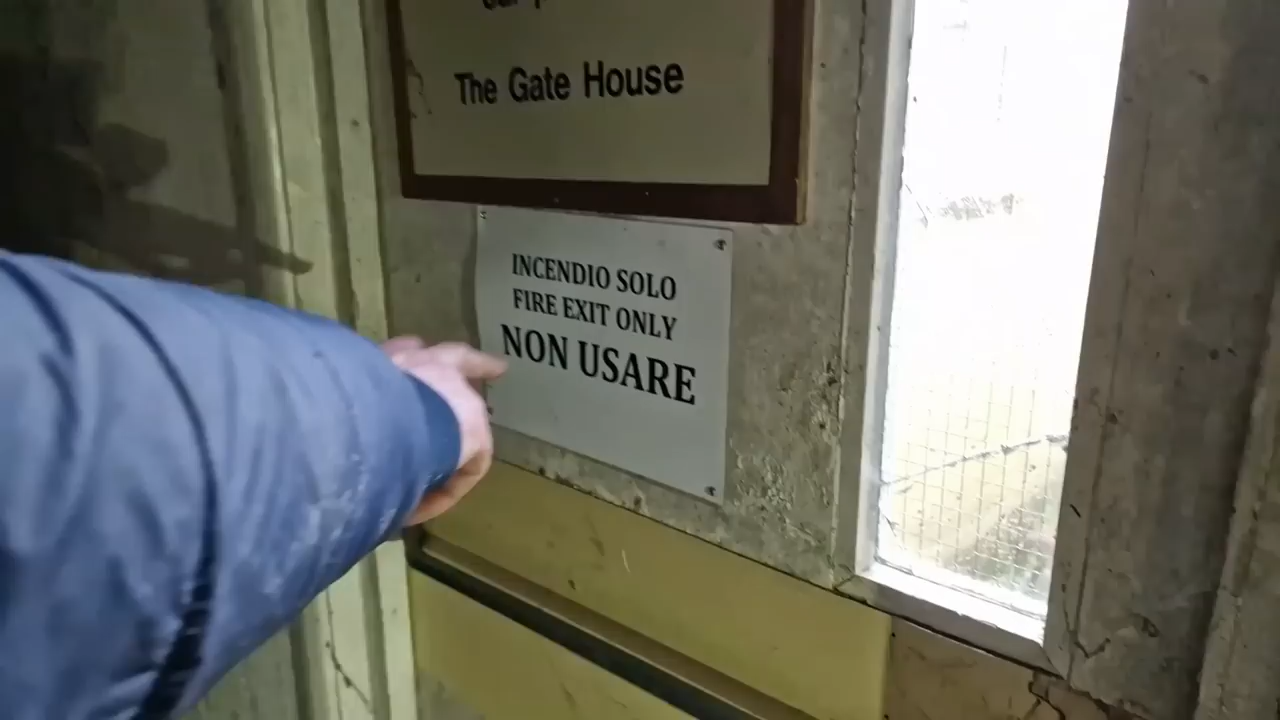 The Gate House
INCENDIO SOLO
FIRE EXIT ONLY
NON USARE